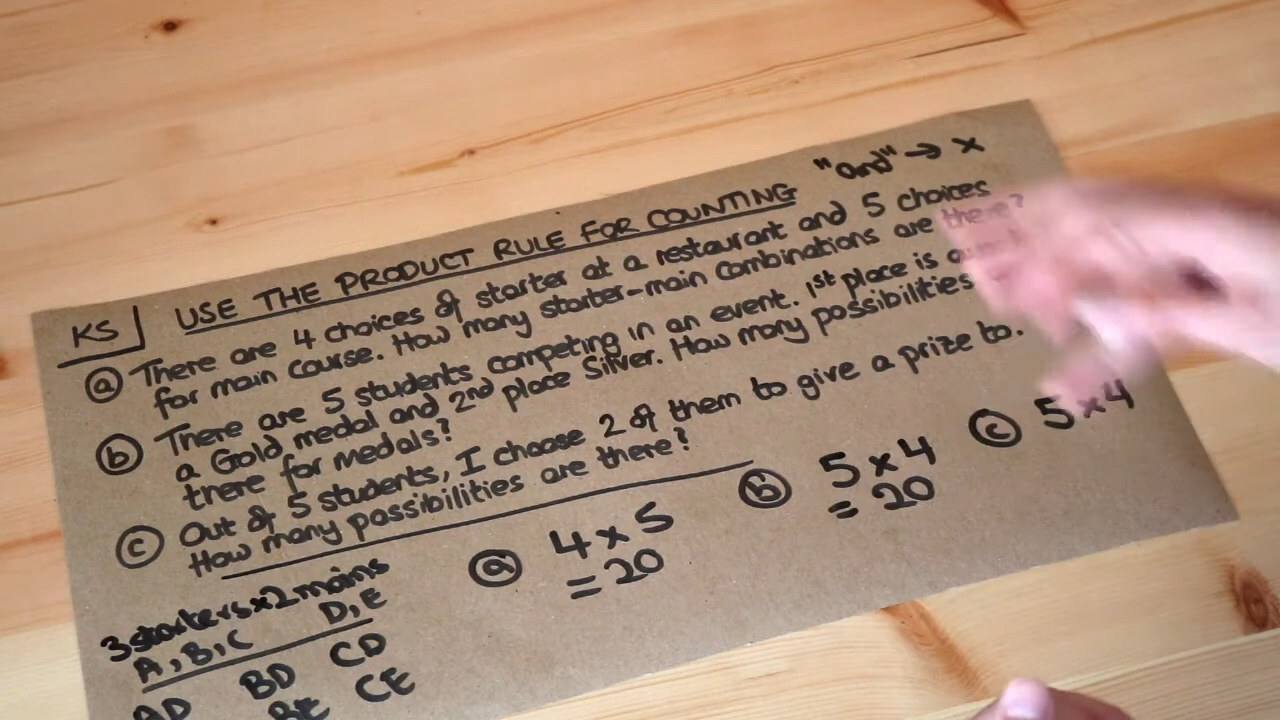 "and" → x
KS USE THE PRODUCT RULE FOR COUNTING
ⓐ There are 4 choices of starter at a restaurant and 5 choices
for main course. How many starter-main combinations are there?
ⓑ There are 5 students competing in an event. 1st place is
a Gold medal and 2nd place Silver. How many possibilities
there for medals?
ⓒ Out of 5 students, I choose 2 of them to give a prize to.
How many possibilities are there?
3 starters x 2 mains
A, B, C D, E
AD BD CD
BE CE
ⓐ 4 x 5
= 20
ⓑ 5 x 4
= 20
ⓒ 5 x 4